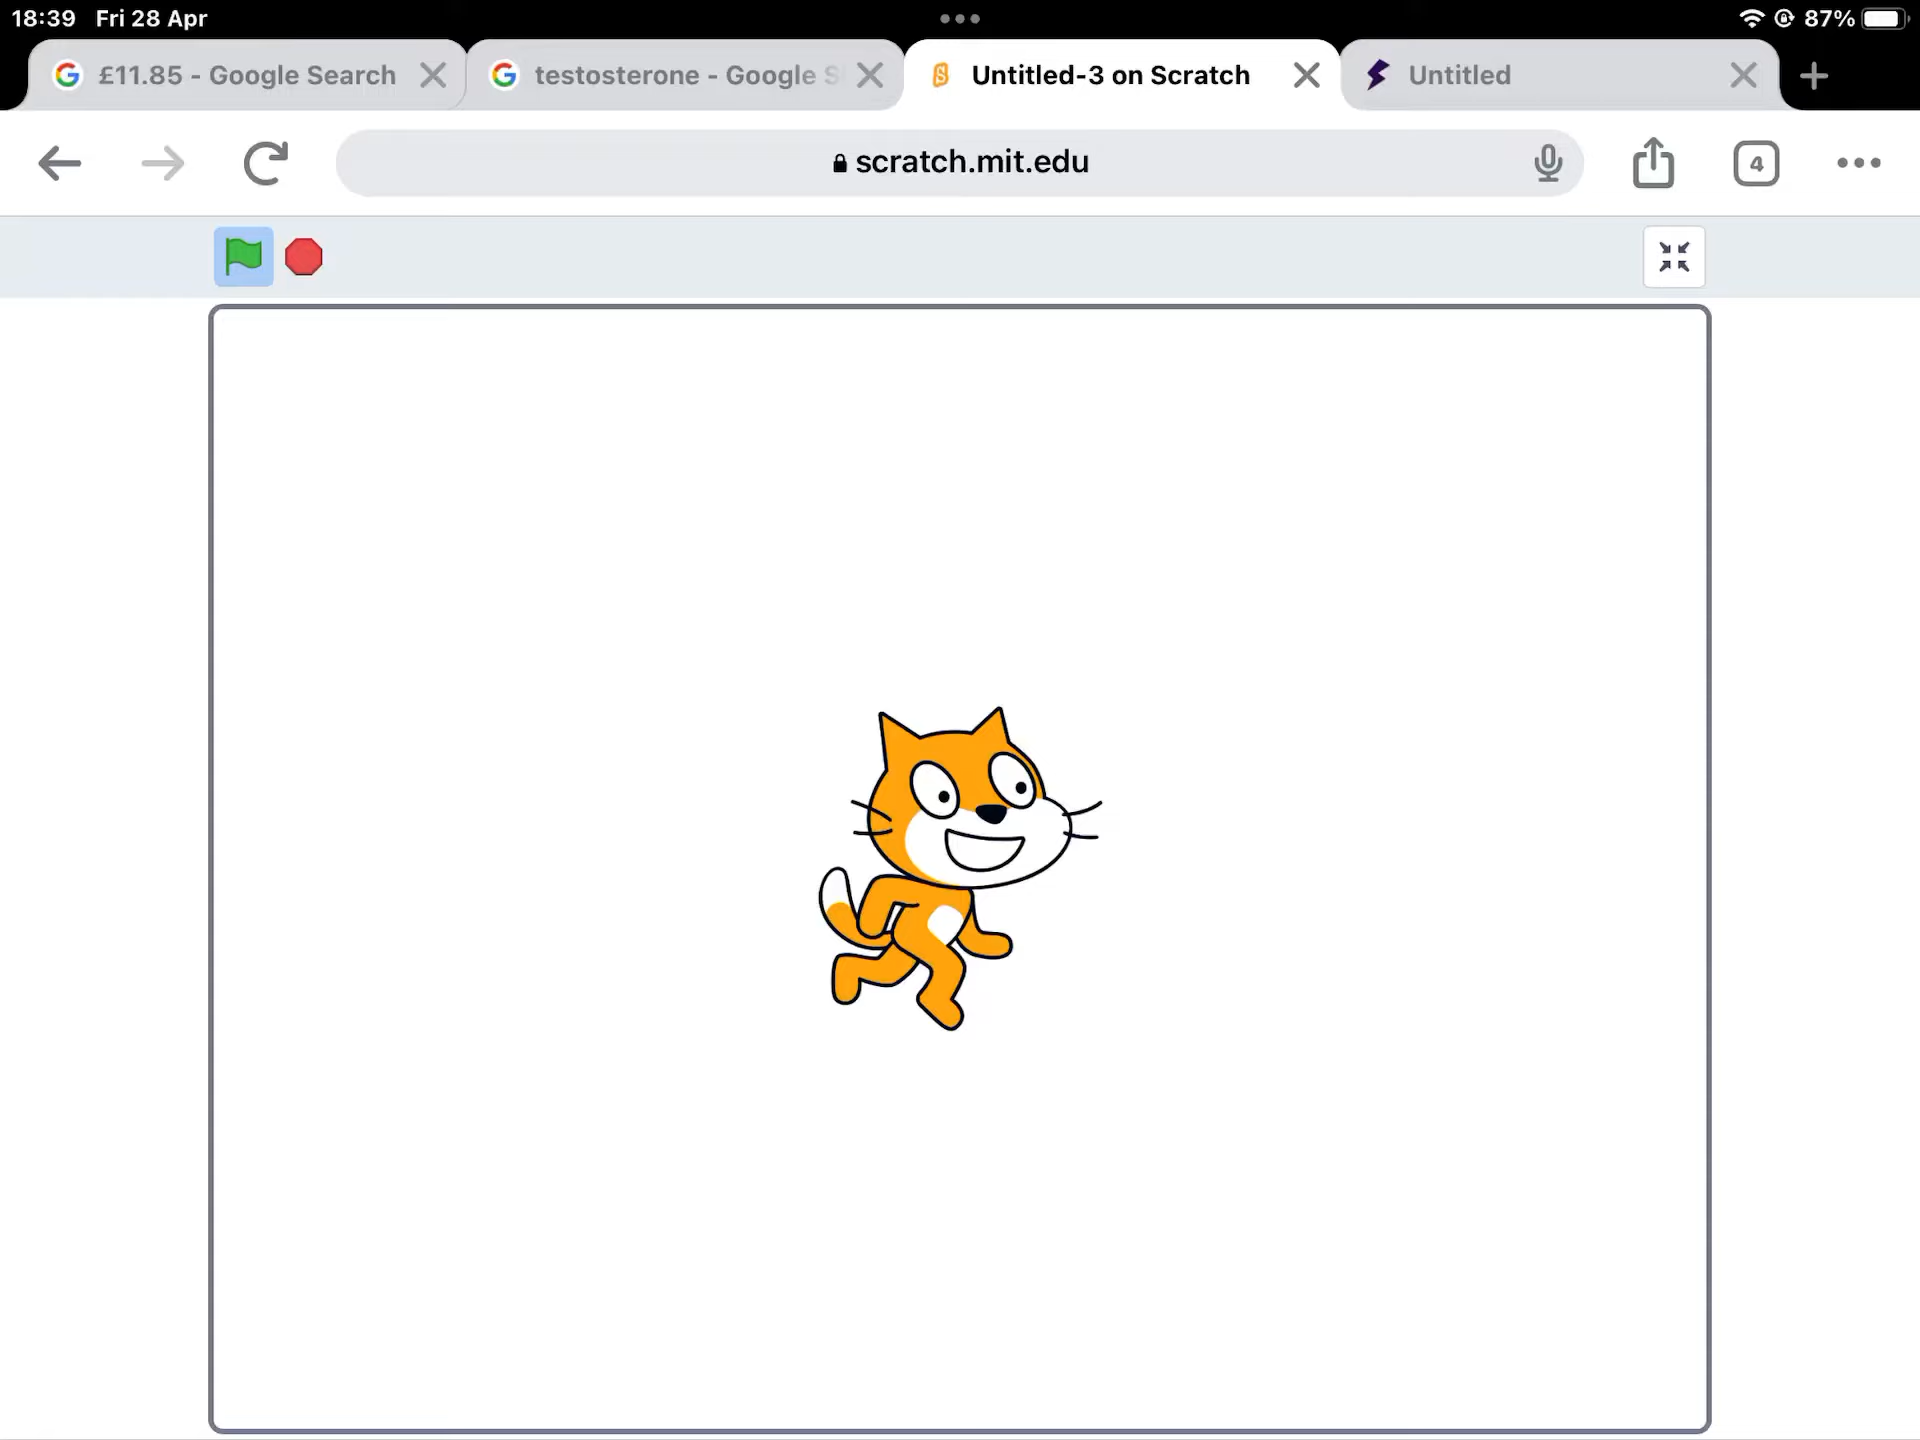 18:39 Fri 28 Apr
87%
£11.85 - Google Search
testosterone - Google S
Untitled-3 on Scratch
Untitled
scratch.mit.edu
4